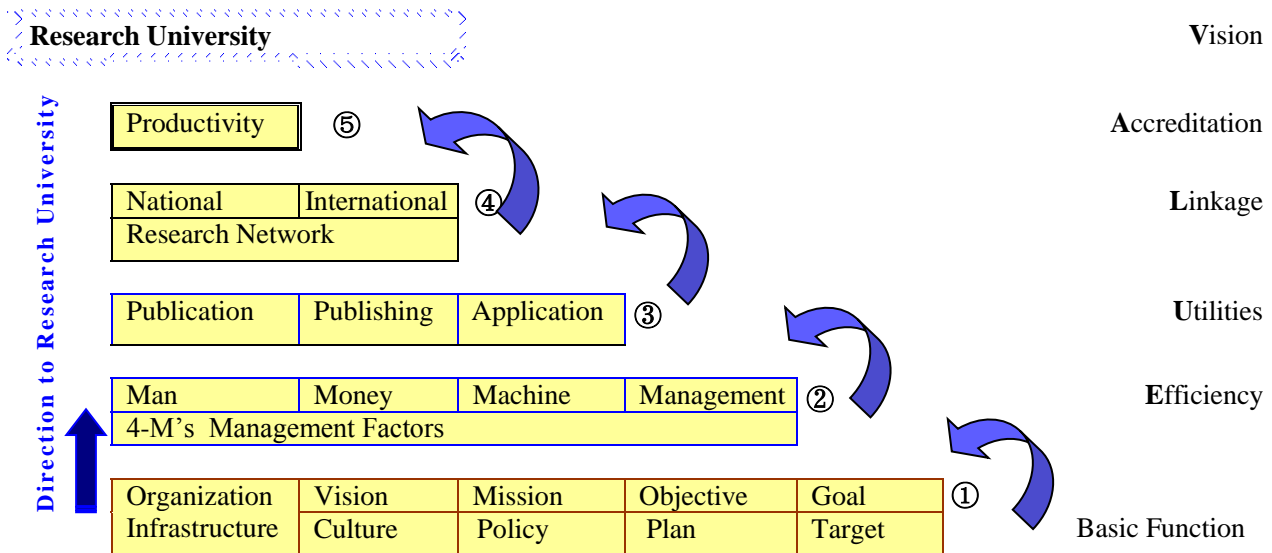 Research University Vision
Productivity ⑤ Accreditation
National International ④ Linkage
Research Network
Publication Publishing Application ③ Utilities
Man Money Machine Management ② Efficiency
4-M's Management Factors
Organization Vision Mission Objective Goal ①
Infrastructure Culture Policy Plan Target Basic Function
Direction to Research University